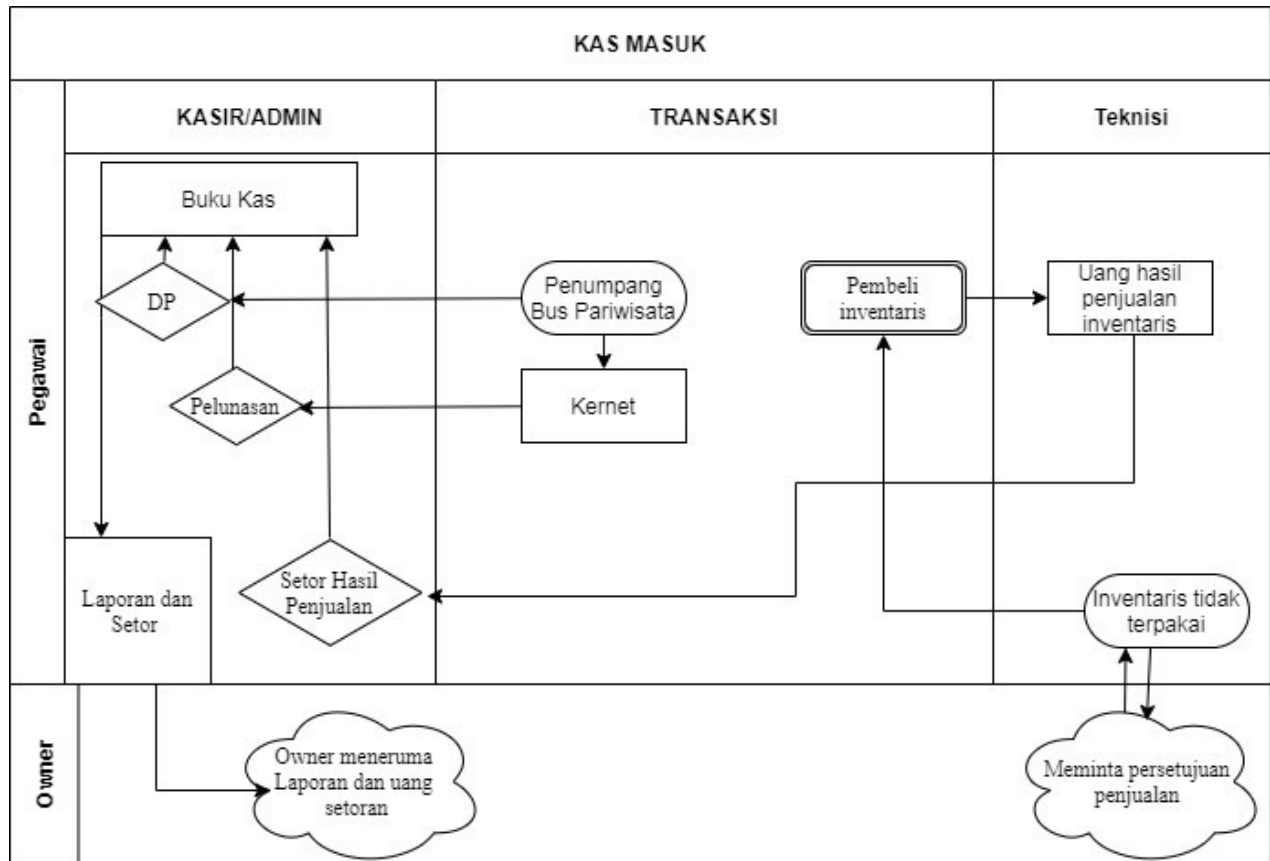 KAS MASUK
KASIR/ADMIN
TRANSAKSI
Teknisi
Pegawai
Buku Kas
DP
Penumpang
Bus Pariwisata
Pembeli
inventaris
Uang hasil
penjualan
inventaris
Pelunasan
Kernet
Laporan dan
Setor
Setor Hasil
Penjualan
Inventaris tidak
terpakai
Owner
Owner meneruma
Laporan dan uang
setoran
Meminta persetujuan
penjualan